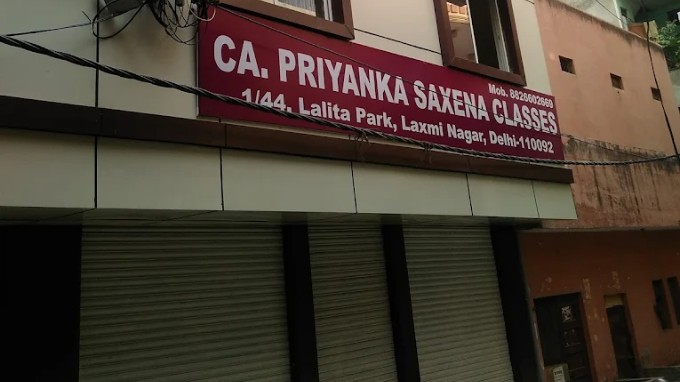 CA. PRIYANKA SAXENA CLASSES
Mob. 8826602669
1/44, Lalita Park, Laxmi Nagar, Delhi-110092